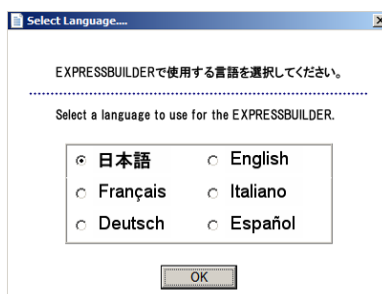 Select Language....
EXPRESSBUILDERで使用する言語を選択してください。
Select a language to use for the EXPRESSBUILDER.
日本語 English
Français Italiano
Deutsch Español
OK